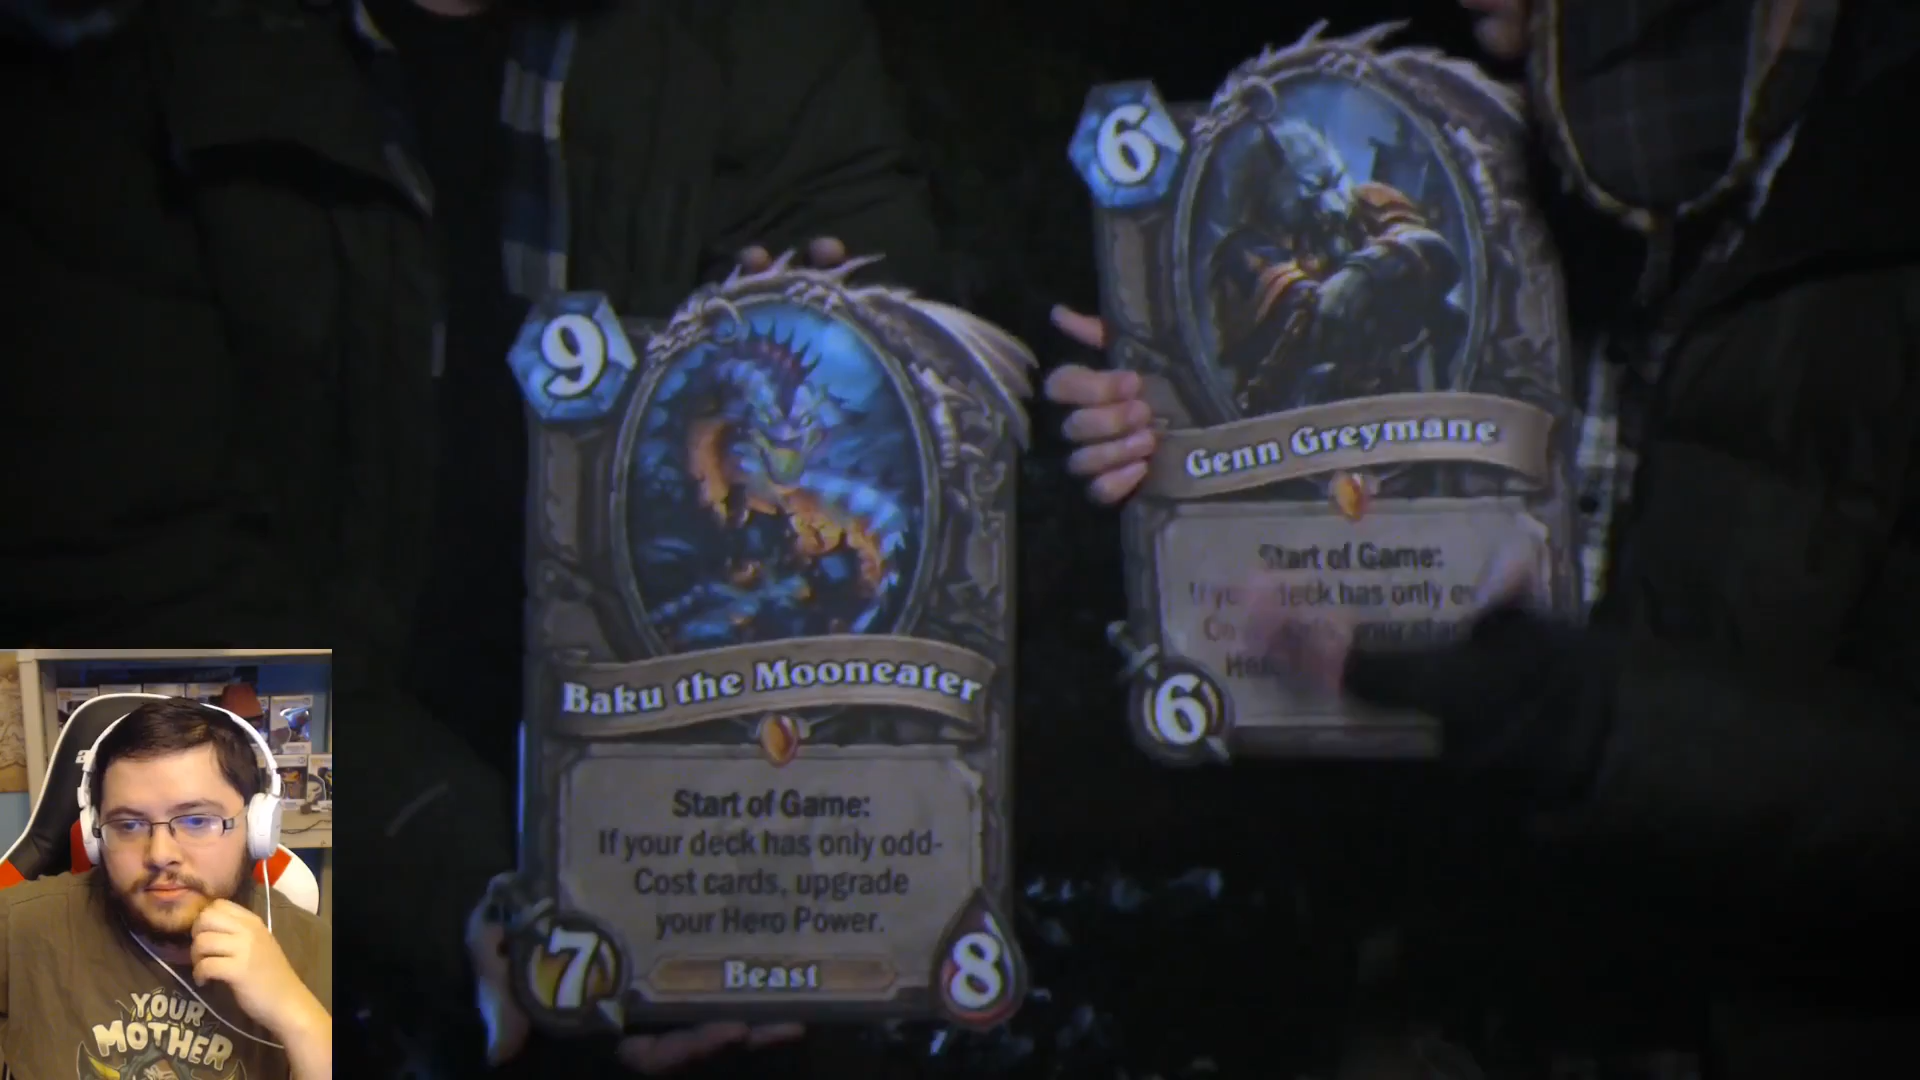 9
Baku the Mooneater
Start of Game:
If your deck has only odd-
Cost cards, upgrade
your Hero Power.
7
Beast
8
6
Genn Greymane
Start of Game:
deck has only
your
6
YOUR
MOTHER